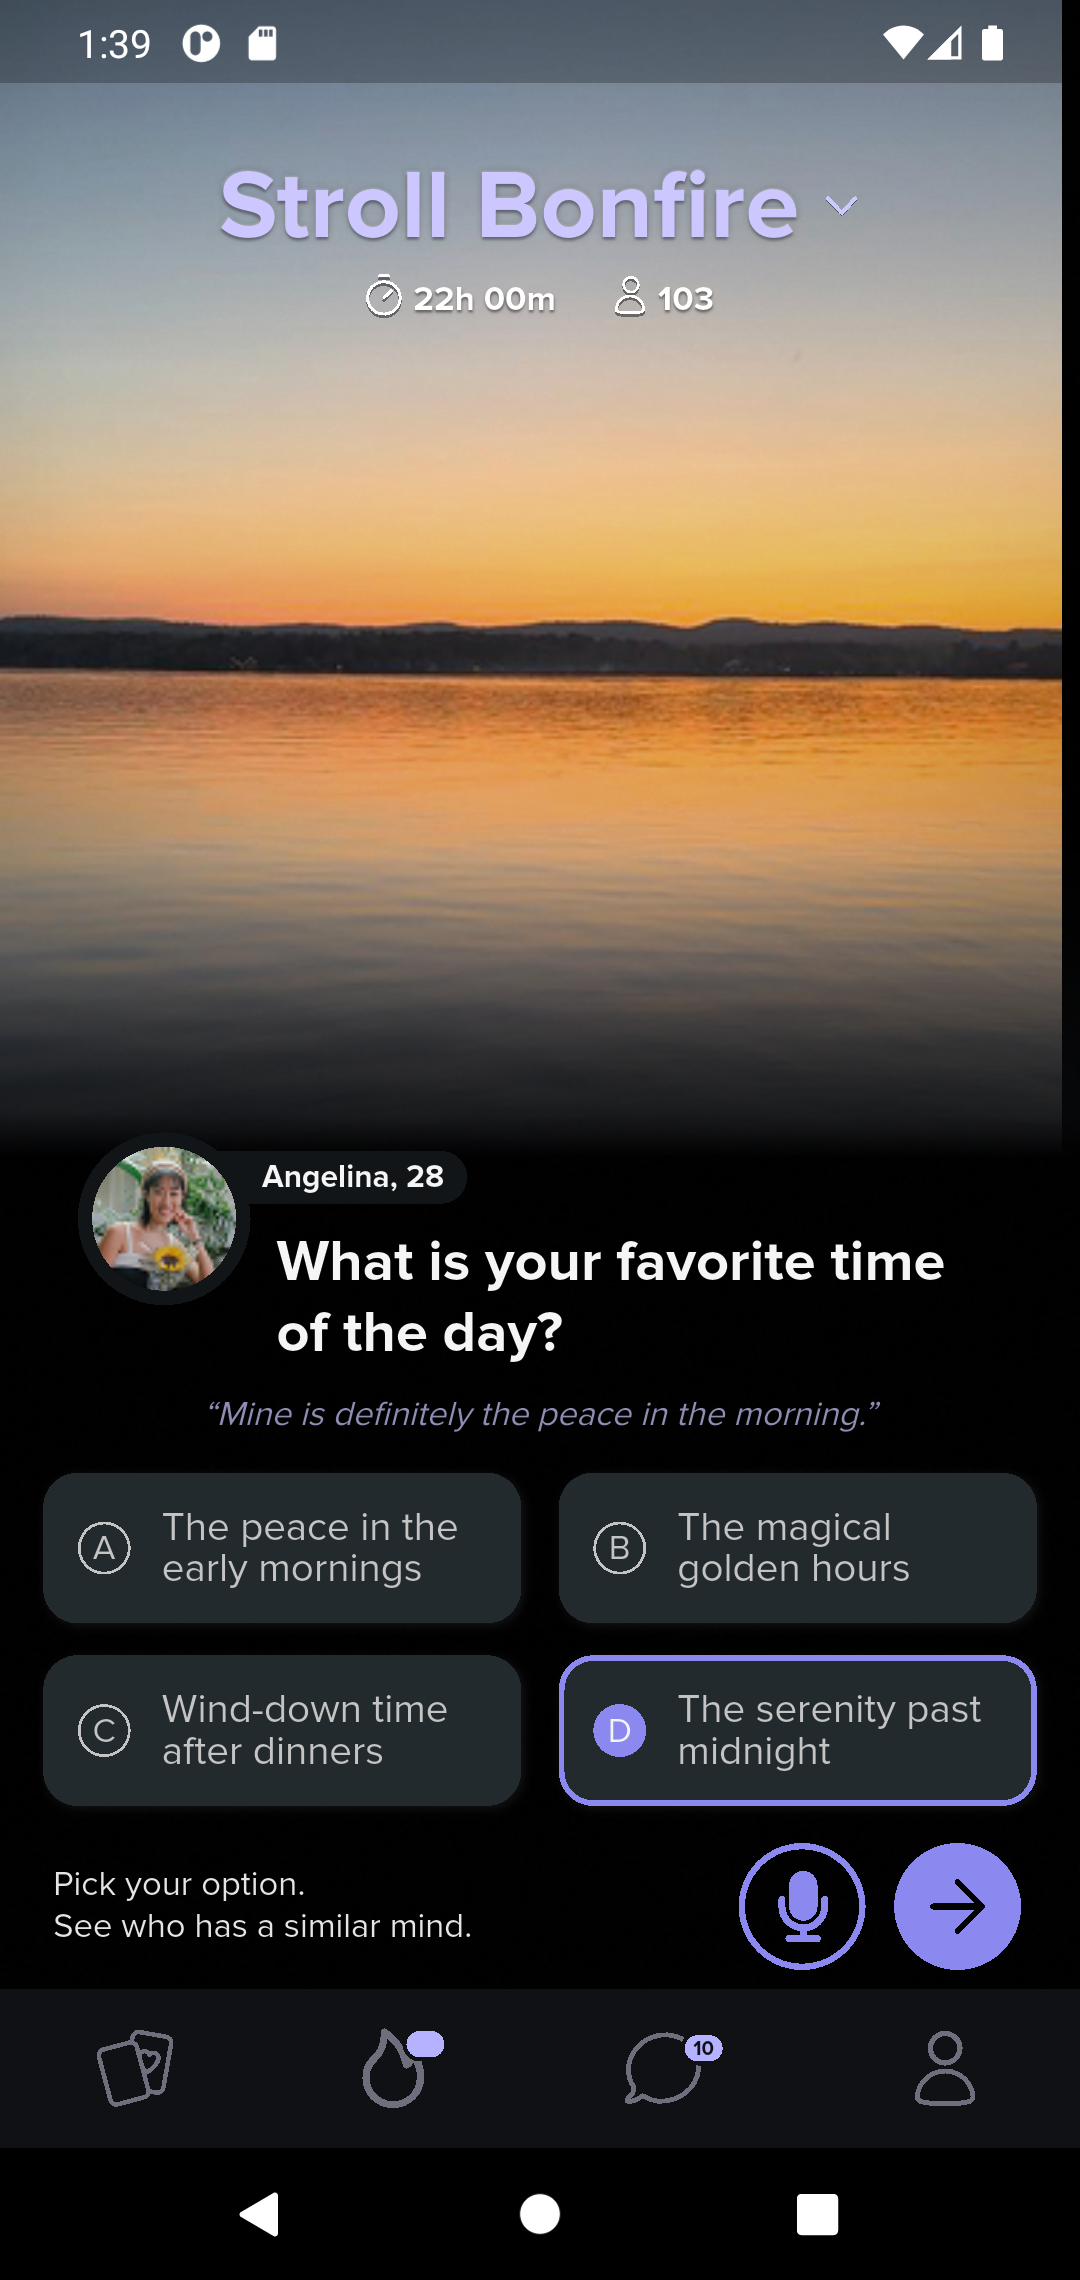 1:39
Stroll Bonfire
22h 00m 103
Angelina, 28
What is your favorite time
of the day?
“Mine is definitely the peace in the morning.”
A The peace in the
early mornings
B The magical
golden hours
C Wind-down time
after dinners
D The serenity past
midnight
Pick your option.
See who has a similar mind.
10